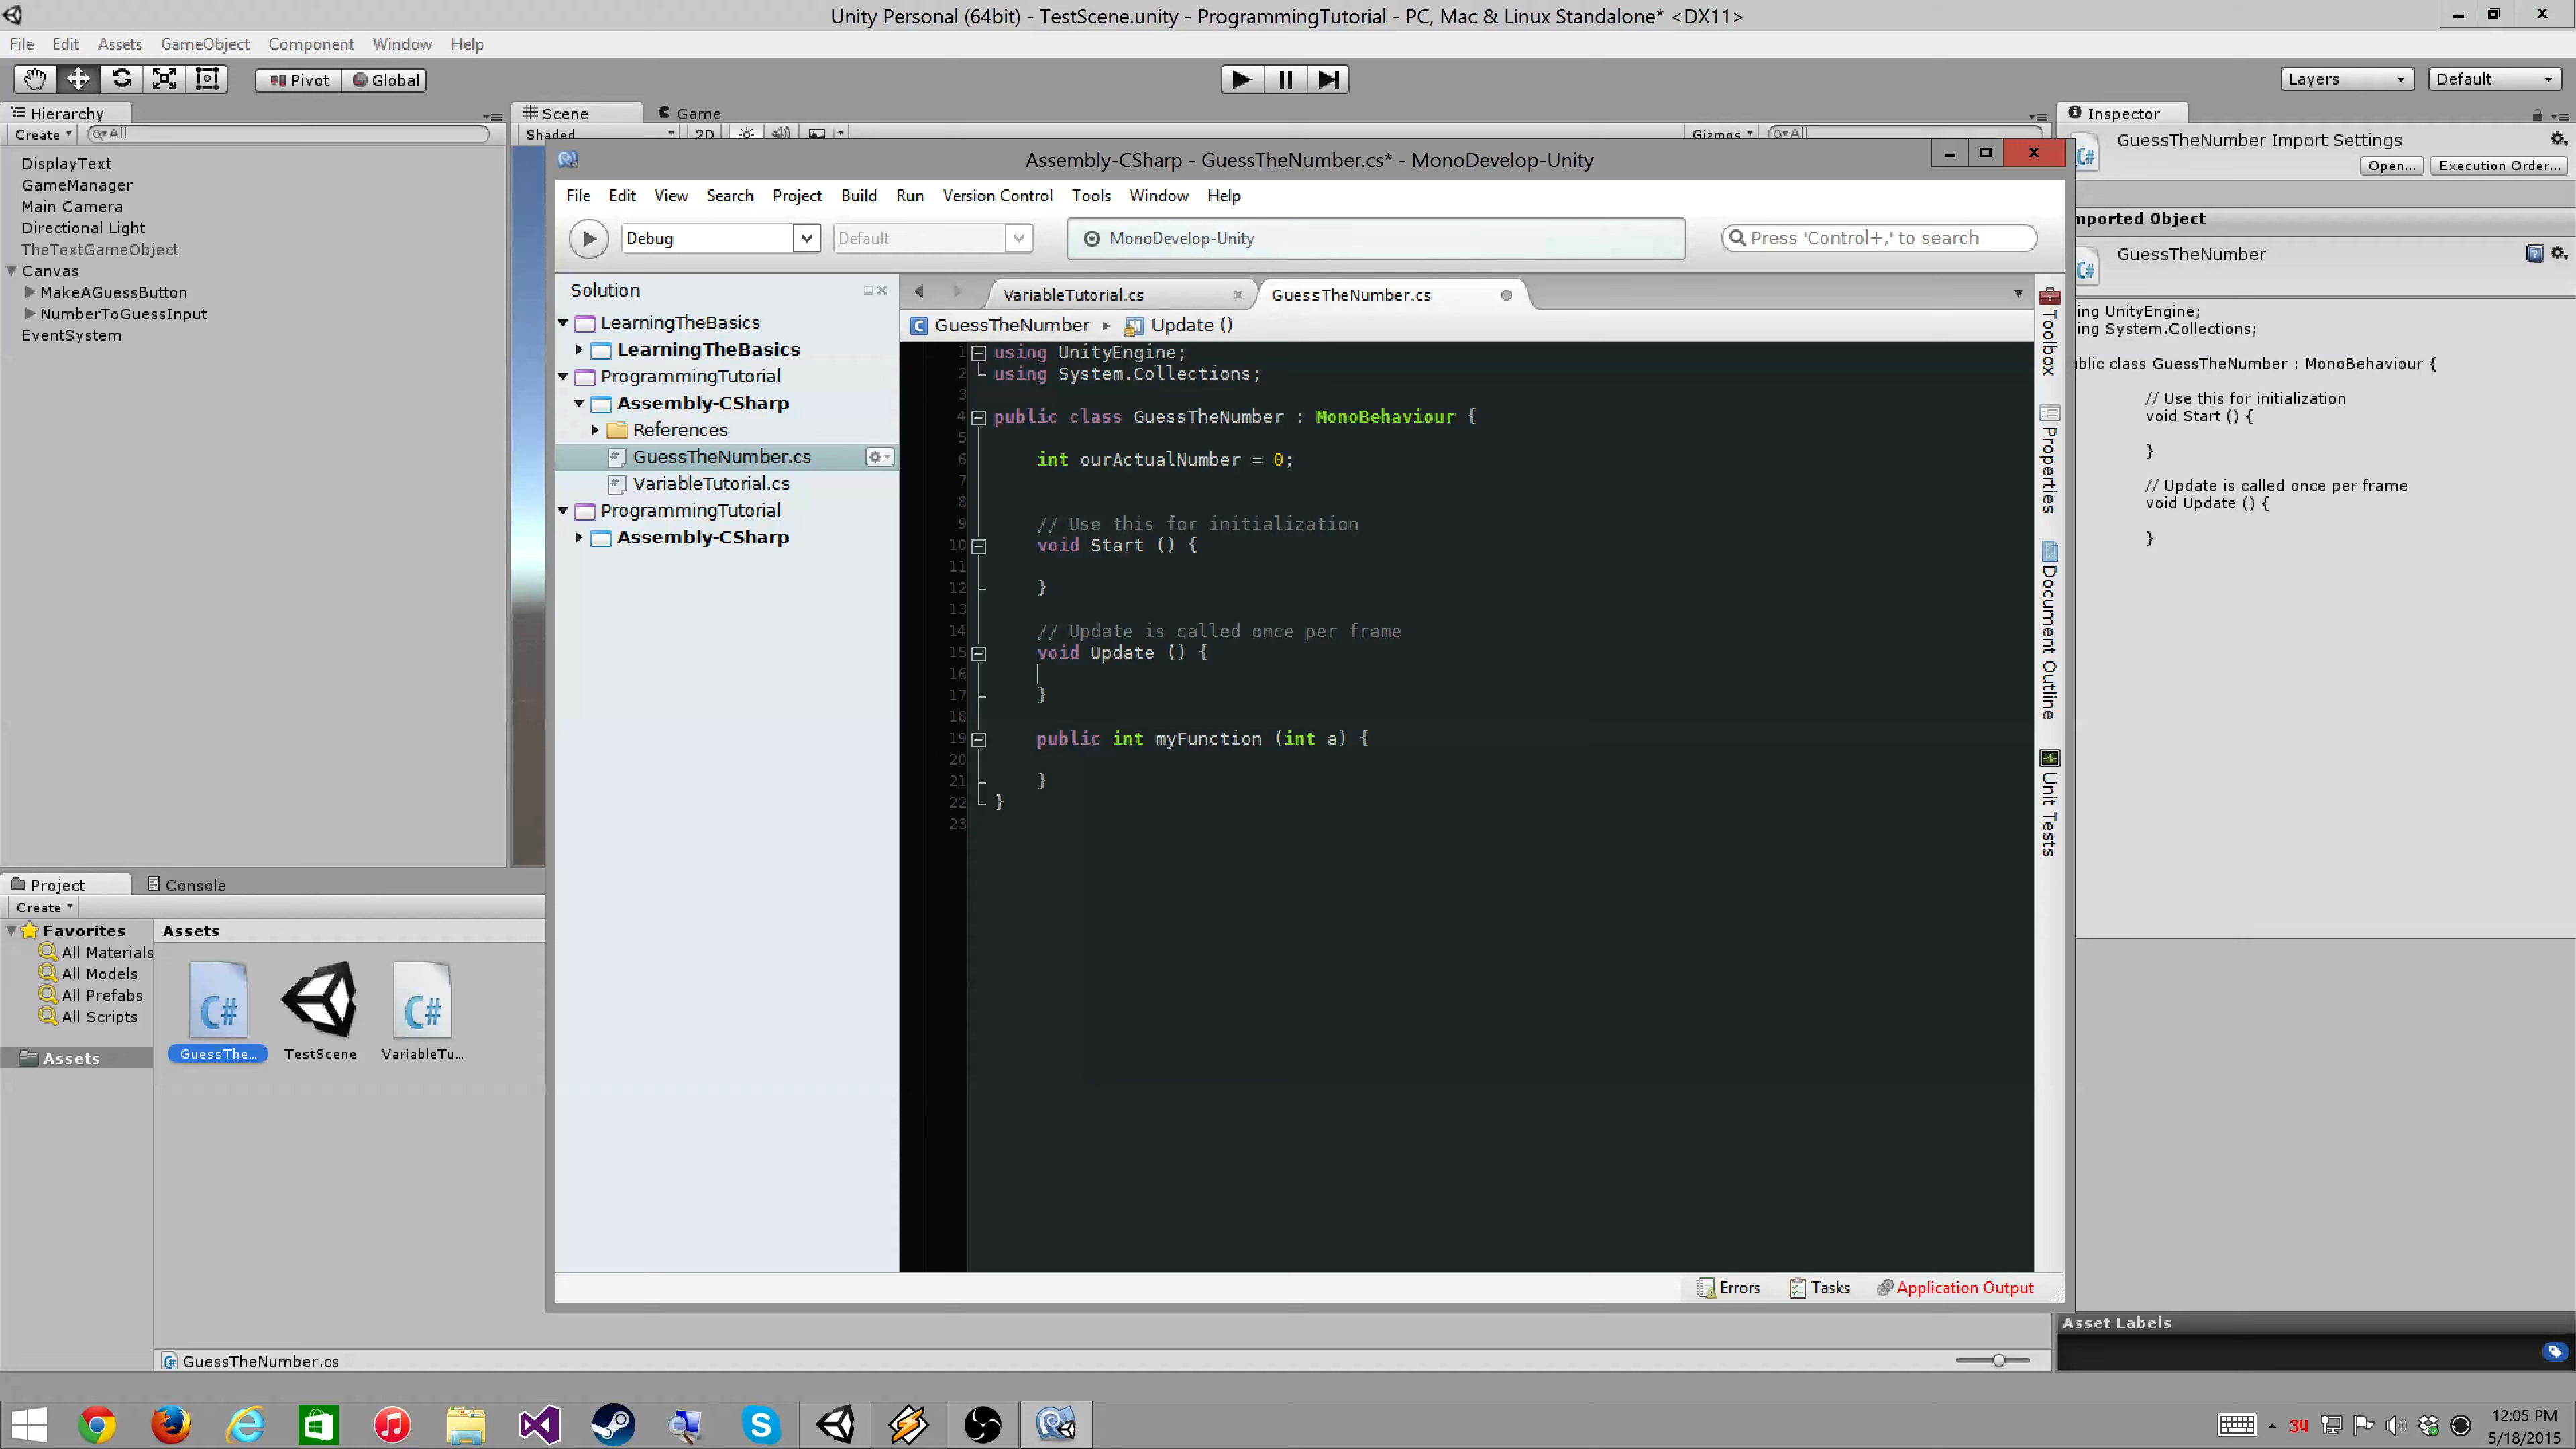 Unity Personal (64bit) - TestScene.unity - ProgrammingTutorial - PC, Mac & Linux Standalone* <DX11>
File Edit Assets GameObject Component Window Help
Pivot Global Layers Default
Hierarchy
Create All
DisplayText
GameManager
Main Camera
Directional Light
TheTextGameObject
Canvas
MakeAGuessButton
NumberToGuessInput
EventSystem
Scene Game
Shaded 2D Gizmos All
Assembly-CSharp - GuessTheNumber.cs* - MonoDevelop-Unity
File Edit View Search Project Build Run Version Control Tools Window Help
Debug Default MonoDevelop-Unity Press 'Control+,' to search
Solution
LearningTheBasics
LearningTheBasics
ProgrammingTutorial
Assembly-CSharp
References
GuessTheNumber.cs
VariableTutorial.cs
ProgrammingTutorial
Assembly-CSharp
VariableTutorial.cs GuessTheNumber.cs
GuessTheNumber Update ()
1 using UnityEngine;
2 using System.Collections;
3
4 public class GuessTheNumber : MonoBehaviour {
5
6 int ourActualNumber = 0;
7
8
9 // Use this for initialization
10 void Start () {
11
12 }
13
14 // Update is called once per frame
15 void Update () {
16
17 }
18
19 public int myFunction (int a) {
20
21 }
22 }
23
Toolbox
Properties
Document Outline
Unit Tests
Errors Tasks Application Output
Inspector
GuessTheNumber Import Settings
Open... Execution Order...
mported Object
GuessTheNumber
ing UnityEngine;
ing System.Collections;
ublic class GuessTheNumber : MonoBehaviour {
// Use this for initialization
void Start () {
}
// Update is called once per frame
void Update () {
}
Asset Labels
Project Console
Create
Favorites
All Materials
All Models
All Prefabs
All Scripts
Assets
Assets
C# C#
GuessThe... TestScene VariableTu...
GuessTheNumber.cs
34
12:05 PM
5/18/2015